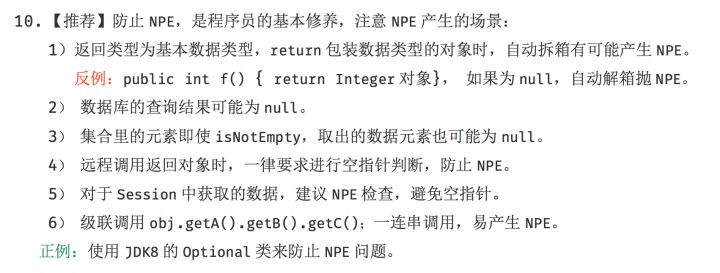 10.【推荐】防止 NPE，是程序员的基本修养，注意 NPE 产生的场景：
1）返回类型为基本数据类型，return 包装数据类型的对象时，自动拆箱有可能产生 NPE。
反例：public int f() { return Integer 对象}， 如果为 null，自动解箱抛 NPE。
2） 数据库的查询结果可能为 null。
3） 集合里的元素即使 isNotEmpty，取出的数据元素也可能为 null。
4） 远程调用返回对象时，一律要求进行空指针判断，防止 NPE。
5） 对于 Session 中获取的数据，建议 NPE 检查，避免空指针。
6） 级联调用 obj.getA().getB().getC()；一连串调用，易产生 NPE。
正例：使用 JDK8 的 Optional 类来防止 NPE 问题。